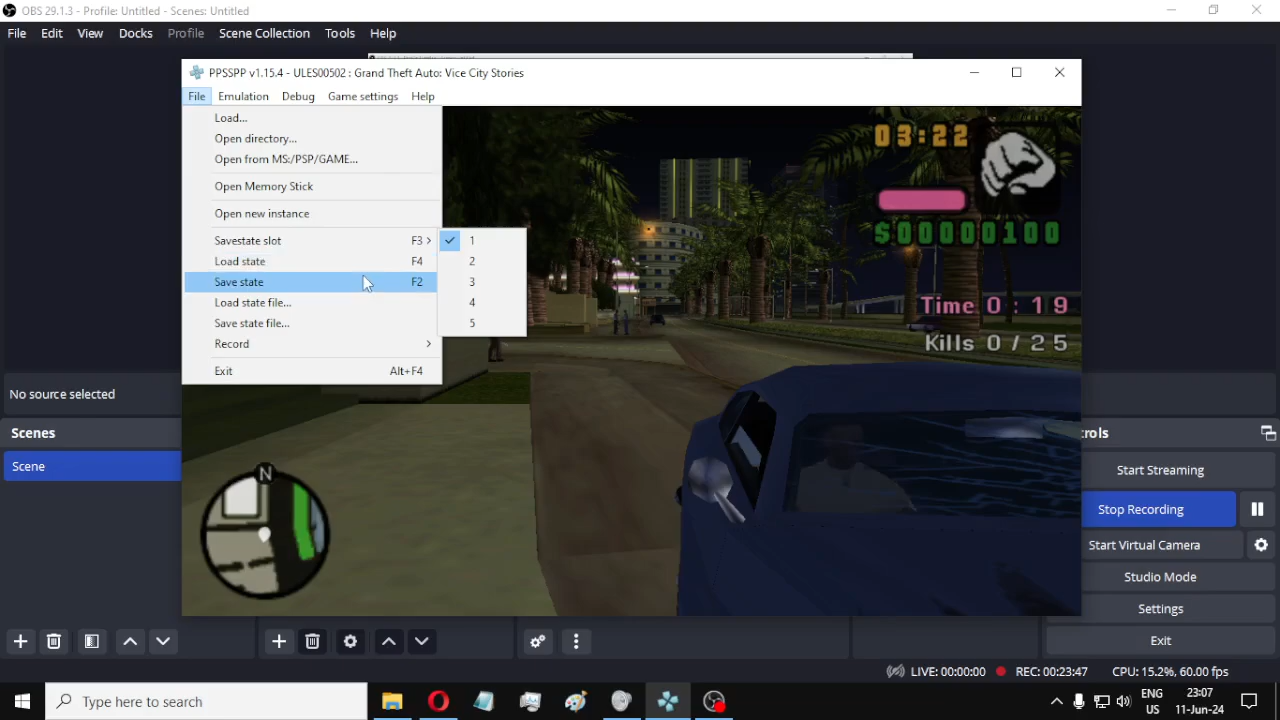 OBS 29.1.3 - Profile: Untitled - Scenes: Untitled
File Edit View Docks Profile Scene Collection Tools Help
PPSSPP v1.15.4 - ULES00502 : Grand Theft Auto: Vice City Stories
File Emulation Debug Game settings Help
Load...
Open directory...
Open from MS:/PSP/GAME...
Open Memory Stick
Open new instance
Savestate slot F3
Load state F4
Save state F2
Load state file...
Save state file...
Record
Exit Alt+F4
1
2
3
4
5
03:22
$00000100
Time 0:19
Kills 0/25
N
No source selected
Scenes
Scene
trols
Start Streaming
Stop Recording
Start Virtual Camera
Studio Mode
Settings
Exit
LIVE: 00:00:00 REC: 00:23:47 CPU: 15.2%, 60.00 fps
Type here to search
ENG
US
23:07
11-Jun-24